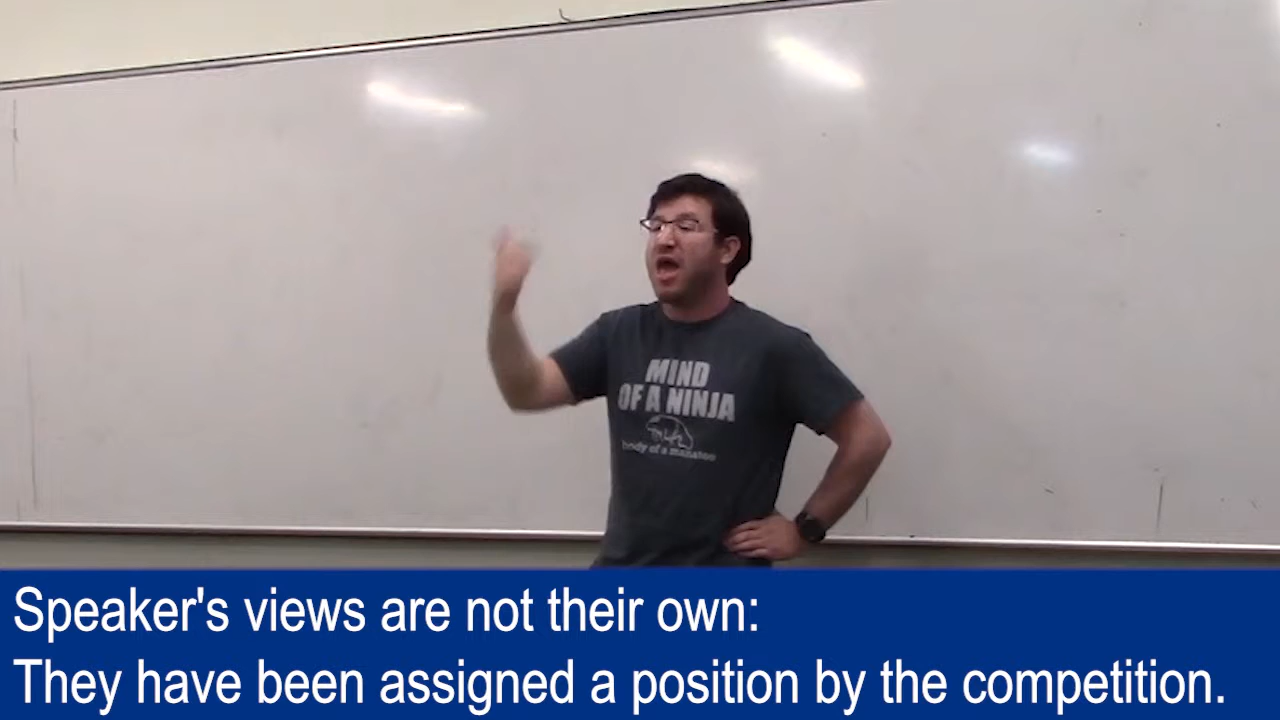 MIND
OF A NINJA
body of a manatee
Speaker's views are not their own:
They have been assigned a position by the competition.